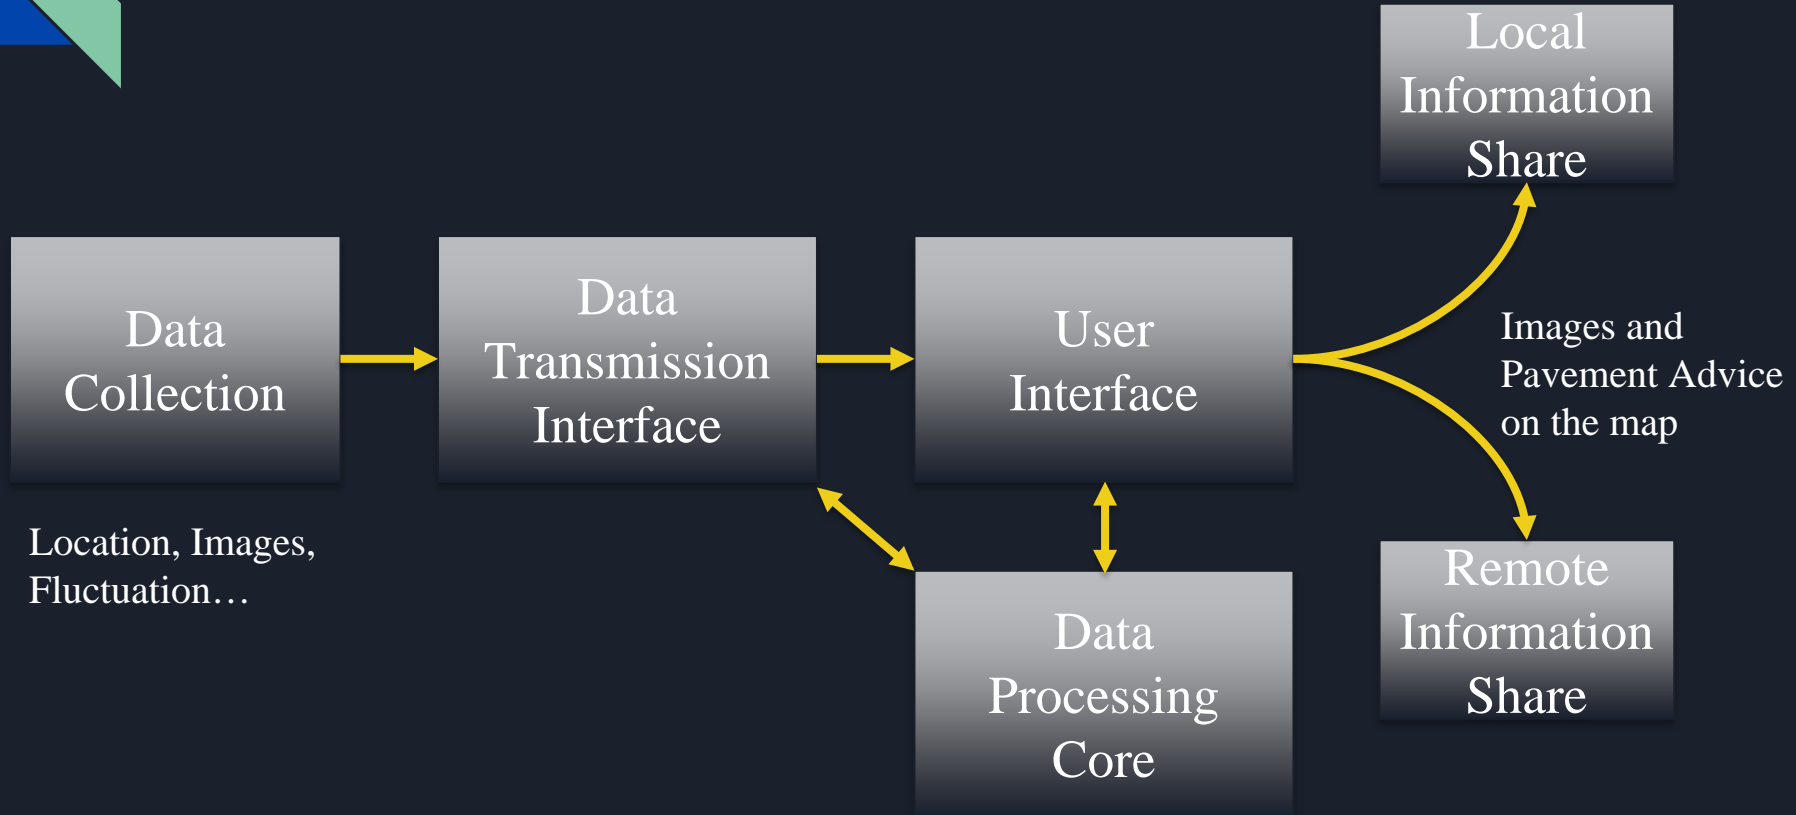 Local
Information
Share
Data
Collection
Data
Transmission
Interface
User
Interface
Images and
Pavement Advice
on the map
Location, Images,
Fluctuation…
Data
Processing
Core
Remote
Information
Share